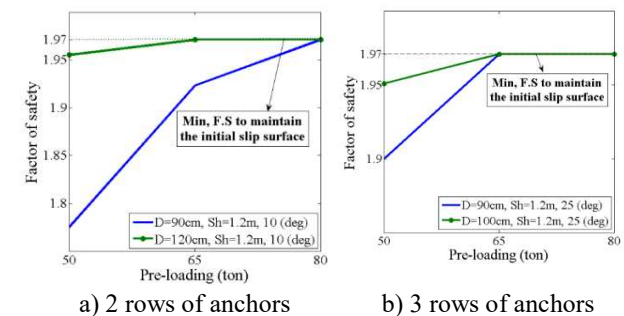 1.97
1.95
1.9
1.85
1.8
Factor of safety
Min, F.S to maintain
the initial slip surface
D=90cm, Sh=1.2m, 10 (deg)
D=120cm, Sh=1.2m, 10 (deg)
50 65 80
Pre-loading (ton)
a) 2 rows of anchors
1.97
1.95
1.9
Factor of safety
Min, F.S to maintain
the initial slip surface
D=90cm, Sh=1.2m, 25 (deg)
D=100cm, Sh=1.2m, 25 (deg)
50 65 80
Pre-loading (ton)
b) 3 rows of anchors